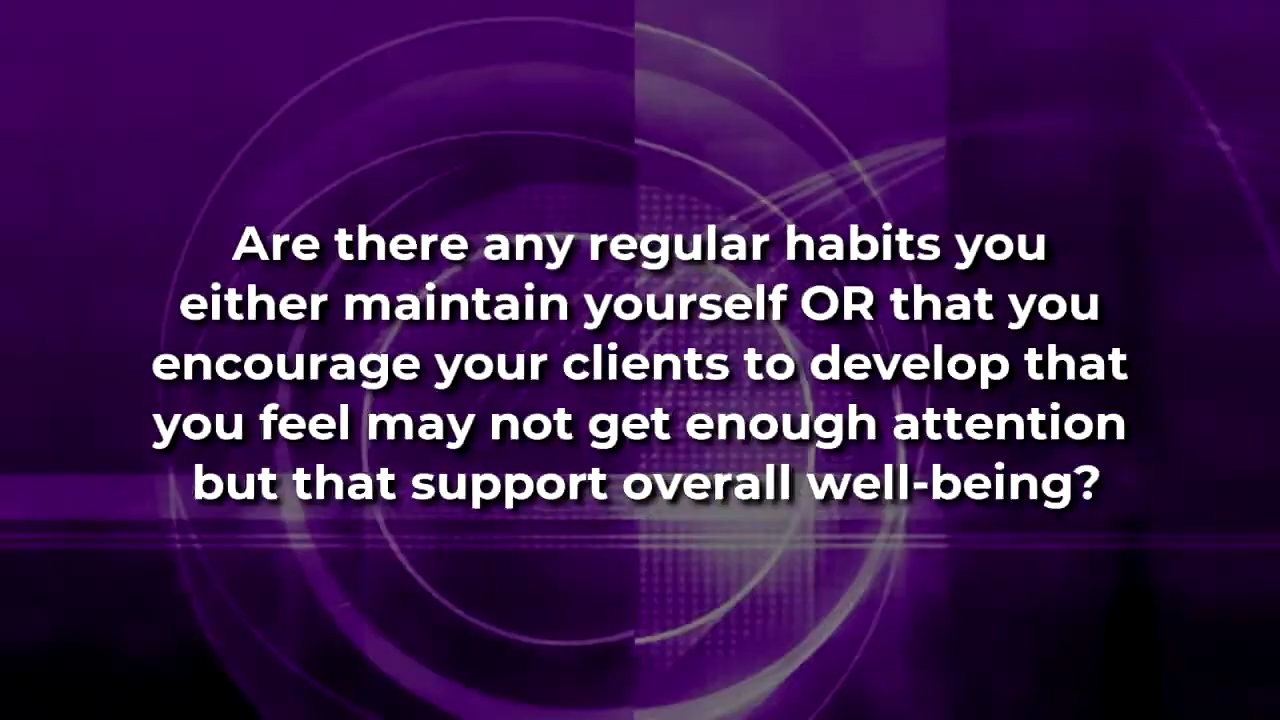 Are there any regular habits you
either maintain yourself OR that you
encourage your clients to develop that
you feel may not get enough attention
but that support overall well-being?